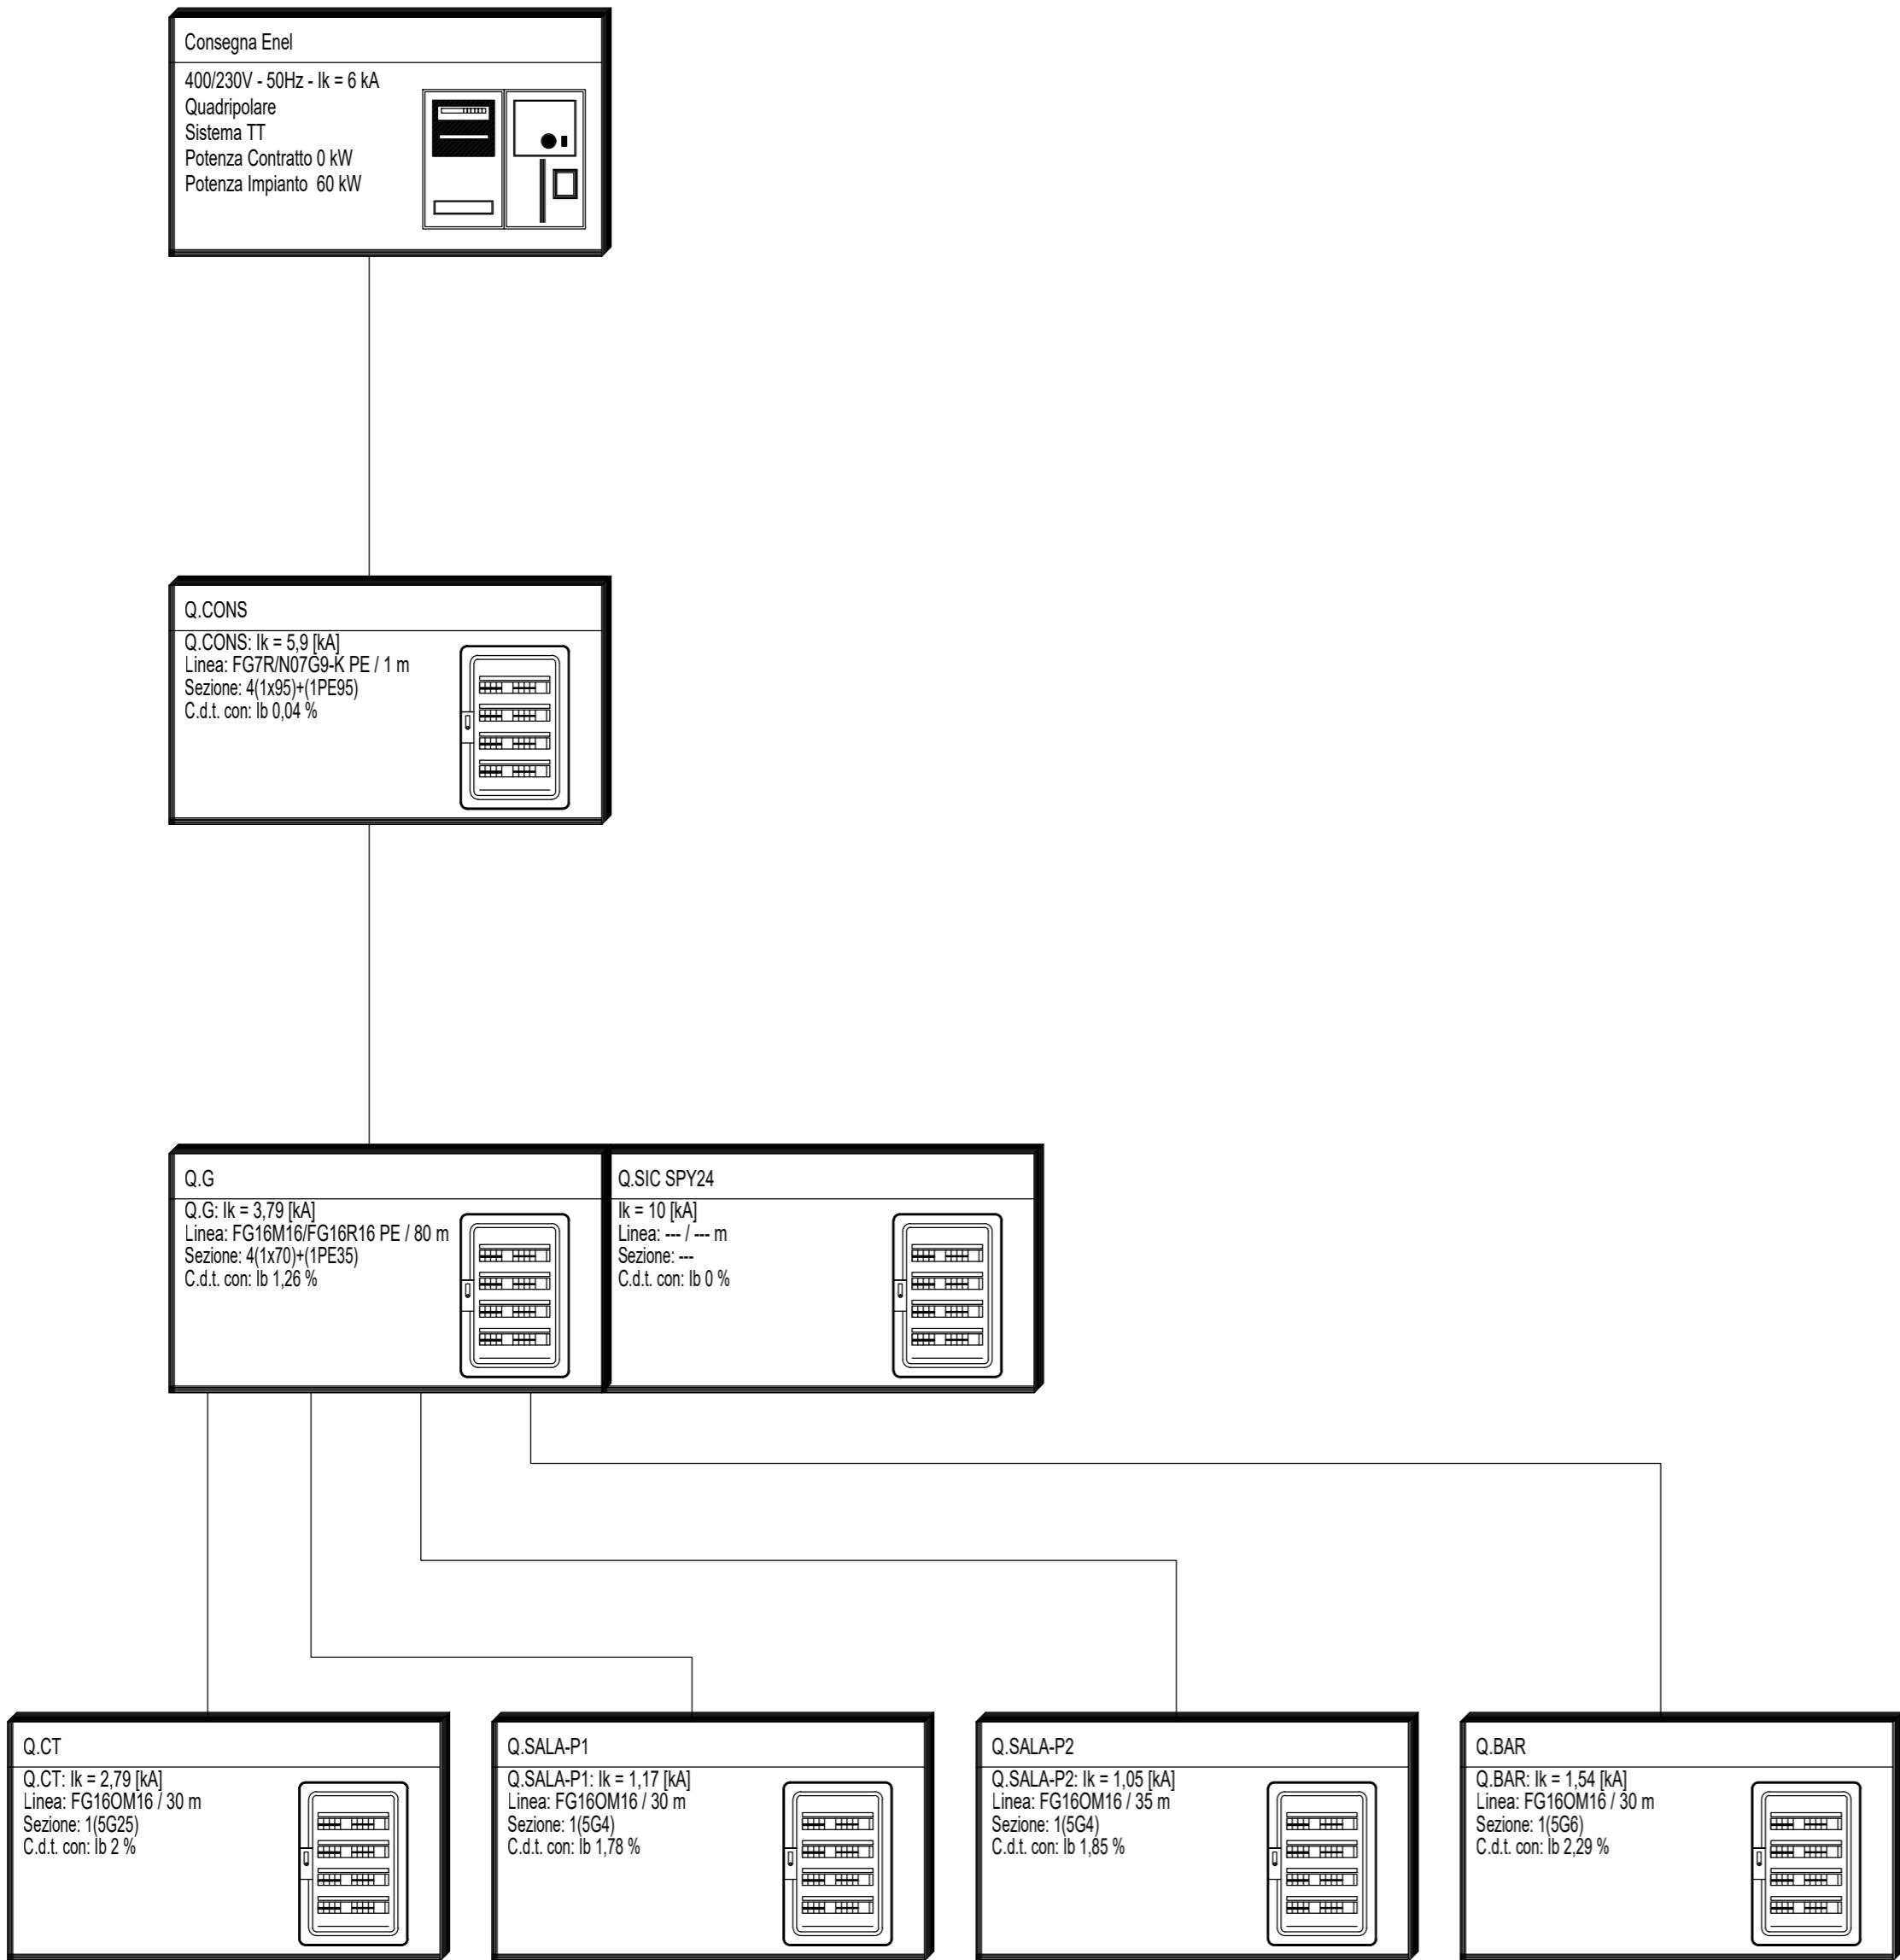 Consegna Enel
400/230V - 50Hz - Ik = 6 kA
Quadripolare
Sistema TT
Potenza Contratto 0 kW
Potenza Impianto  60 kW
Q.CONS
Q.CONS: Ik = 5,9 [kA]
Linea: FG7R/N07G9-K PE / 1 m
Sezione: 4(1x95)+(1PE95)
C.d.t. con: Ib 0,04 %
Q.G
Q.G: Ik = 3,79 [kA]
Linea: FG16M16/FG16R16 PE / 80 m
Sezione: 4(1x70)+(1PE35)
C.d.t. con: Ib 1,26 %
Q.SIC SPY24
Ik = 10 [kA]
Linea: --- / --- m
Sezione: ---
C.d.t. con: Ib 0 %
Q.CT
Q.CT: Ik = 2,79 [kA]
Linea: FG16OM16 / 30 m
Sezione: 1(5G25)
C.d.t. con: Ib 2 %
Q.SALA-P1
Q.SALA-P1: Ik = 1,17 [kA]
Linea: FG16OM16 / 30 m
Sezione: 1(5G4)
C.d.t. con: Ib 1,78 %
Q.SALA-P2
Q.SALA-P2: Ik = 1,05 [kA]
Linea: FG16OM16 / 35 m
Sezione: 1(5G4)
C.d.t. con: Ib 1,85 %
Q.BAR
Q.BAR: Ik = 1,54 [kA]
Linea: FG16OM16 / 30 m
Sezione: 1(5G6)
C.d.t. con: Ib 2,29 %